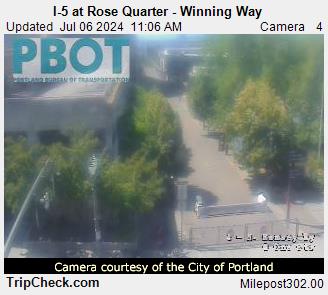 I-5 at Rose Quarter - Winning Way
Updated Jul 06 2024 11:06 AM Camera 4
PBOT
PORTLAND BUREAU OF TRANSPORTATION
Camera courtesy of the City of Portland
TripCheck.com Milepost302.00